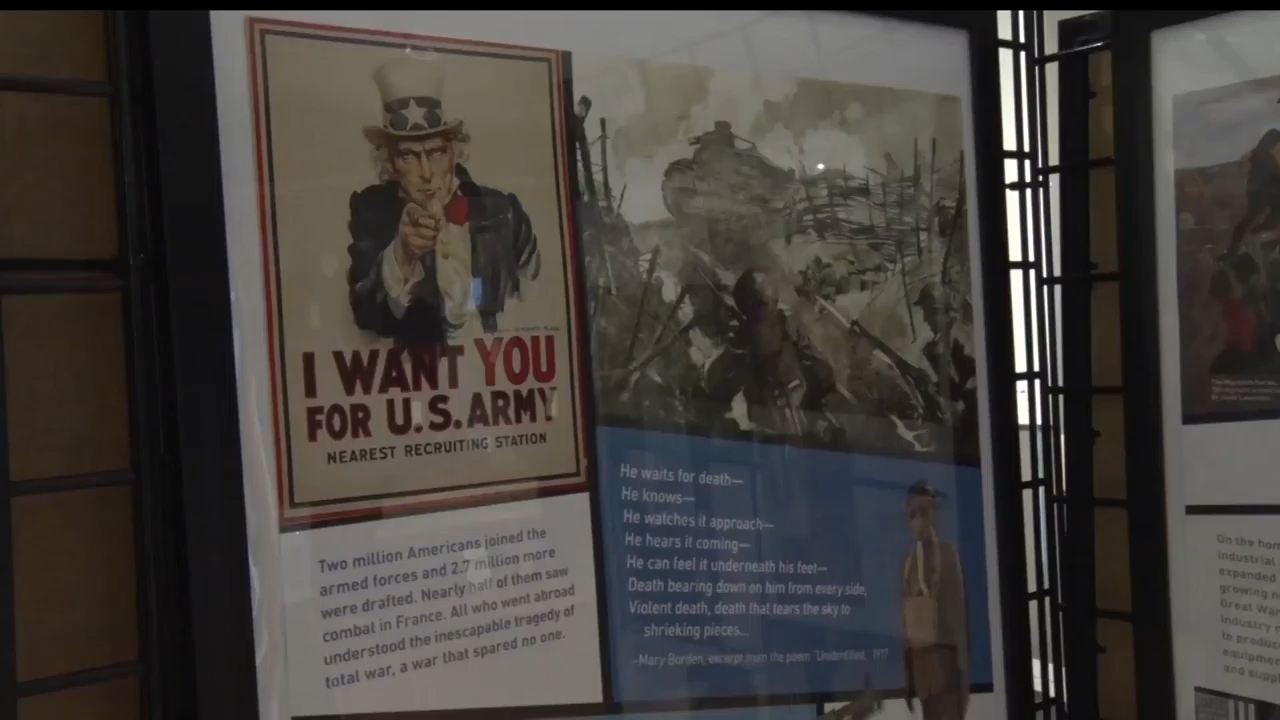 I WANT YOU
FOR U.S. ARMY
NEAREST RECRUITING STATION
Two million Americans joined the
armed forces and 2.7 million more
were drafted. Nearly half of them saw
combat in France. All who went abroad
understood the inescapable tragedy of
total war, a war that spared no one.
He waits for death—
He knows—
He watches it approach—
He hears it coming—
He can feel it underneath his feet—
Death bearing down on him from every side,
Violent death, death that tears the sky to
shrieking pieces...
–Mary Borden, excerpt from the poem "Unidentified," 1917
On the hom
industrial
expanded
growing n
Great War
industry
to produc
equipmen
and supp